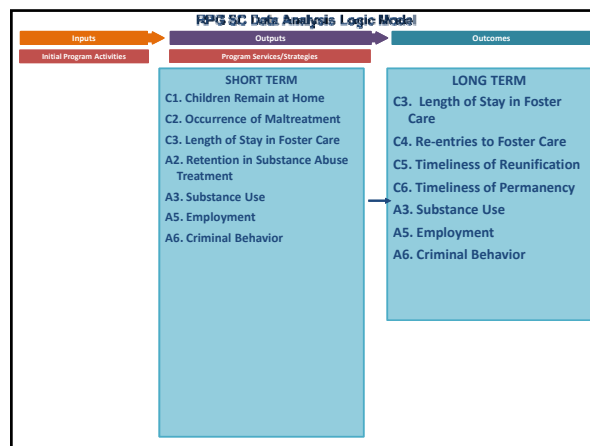 RPG SC Data Analysis Logic Model
Inputs
Outputs
Outcomes
Initial Program Activities
Program Services/Strategies
SHORT TERM
C1. Children Remain at Home
C2. Occurrence of Maltreatment
C3. Length of Stay in Foster Care
A2. Retention in Substance Abuse
Treatment
A3. Substance Use
A5. Employment
A6. Criminal Behavior
LONG TERM
C3. Length of Stay in Foster
Care
C4. Re-entries to Foster Care
C5. Timeliness of Reunification
C6. Timeliness of Permanency
A3. Substance Use
A5. Employment
A6. Criminal Behavior